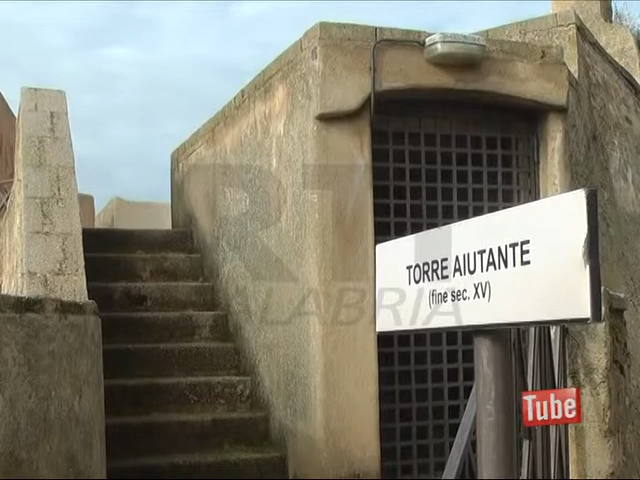 RTI
CALABRIA
TORRE AIUTANTE
(fine sec. XV)
Tube